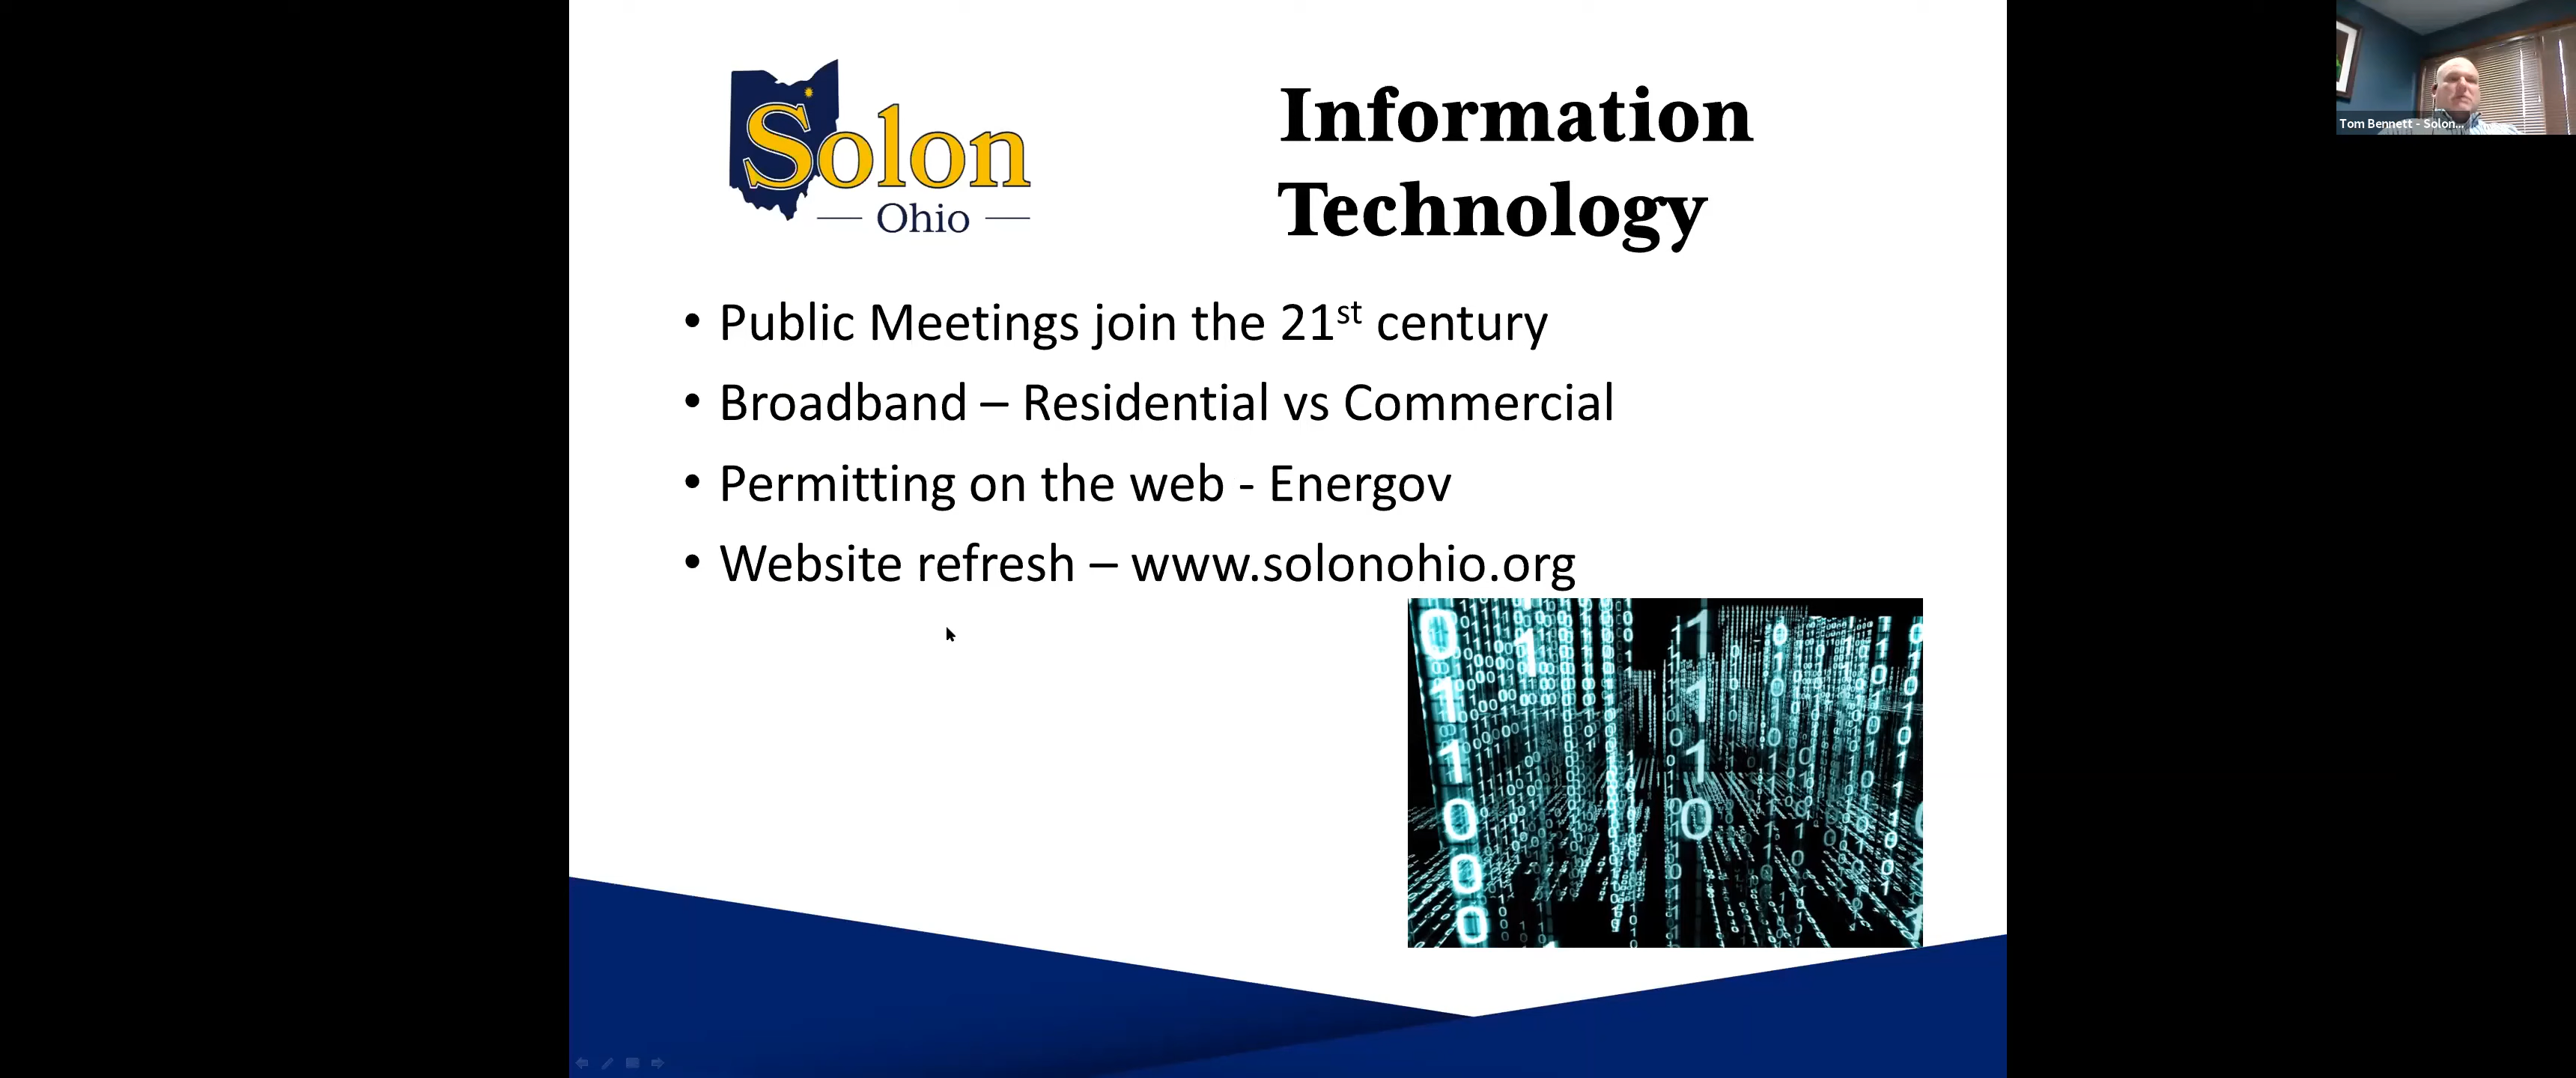 Solon
Ohio
Information
Technology
• Public Meetings join the 21st century
• Broadband – Residential vs Commercial
• Permitting on the web - Energov
• Website refresh – www.solonohio.org
Tom Bennett - Solon...